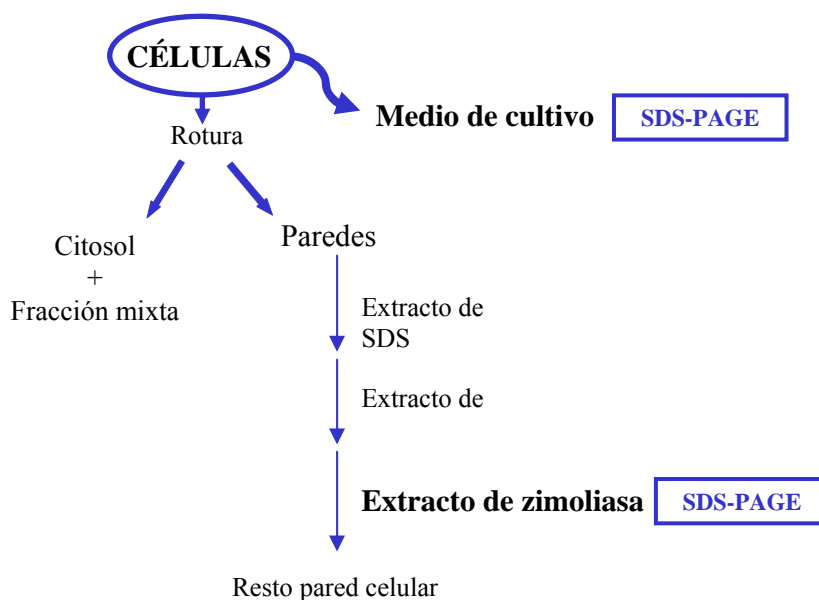 CÉLULAS
Medio de cultivo
SDS-PAGE
Rotura
Paredes
Citosol
+
Fracción mixta
Extracto de
SDS
Extracto de
Extracto de zimoliasa
SDS-PAGE
Resto pared celular